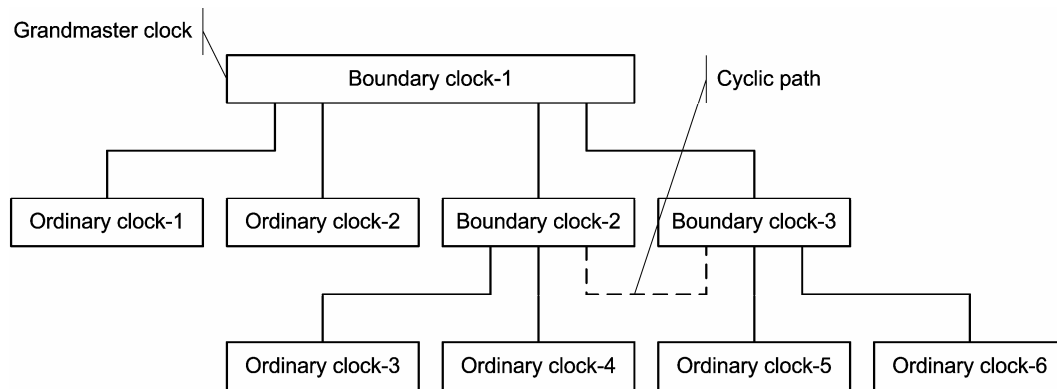 Grandmaster clock
Boundary clock-1
Cyclic path
Ordinary clock-1
Ordinary clock-2
Boundary clock-2
Boundary clock-3
Ordinary clock-3
Ordinary clock-4
Ordinary clock-5
Ordinary clock-6